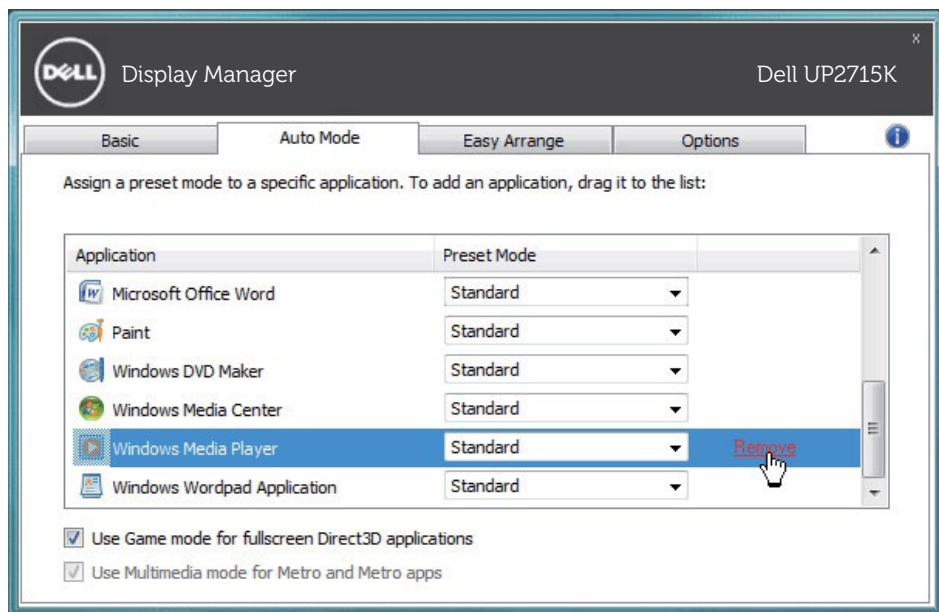 x
DELL Display Manager Dell UP2715K
Basic Auto Mode Easy Arrange Options i
Assign a preset mode to a specific application. To add an application, drag it to the list:
Application Preset Mode
W Microsoft Office Word Standard
Paint Standard
Windows DVD Maker Standard
Windows Media Center Standard
Windows Media Player Standard Remove
Windows Wordpad Application Standard
Use Game mode for fullscreen Direct3D applications
Use Multimedia mode for Metro and Metro apps